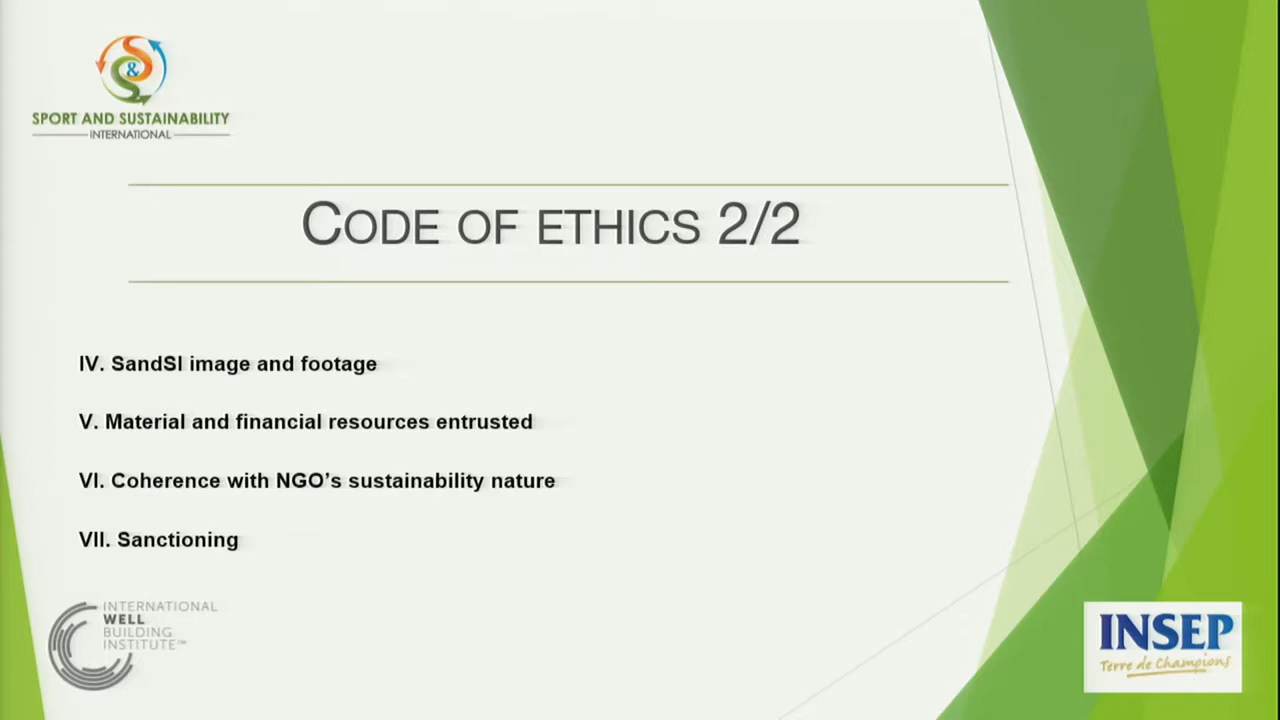 SPORT AND SUSTAINABILITY
INTERNATIONAL
CODE OF ETHICS 2/2
IV. SandSI image and footage
V. Material and financial resources entrusted
VI. Coherence with NGO’s sustainability nature
VII. Sanctioning
INTERNATIONAL
WELL
BUILDING
INSTITUTE™
INSEP
Terre de Champions